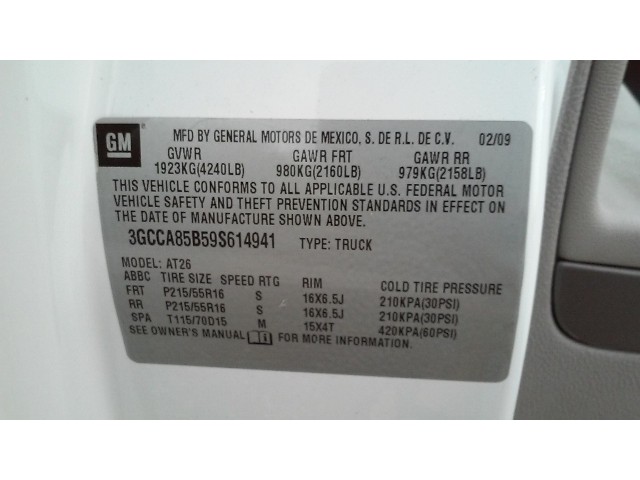 GM
MFD BY GENERAL MOTORS DE MEXICO, S. DE R.L. DE C.V. 02/09
GVWR GAWR FRT GAWR RR
1923KG(4240LB) 980KG(2160LB) 979KG(2158LB)
THIS VEHICLE CONFORMS TO ALL APPLICABLE U.S. FEDERAL MOTOR
VEHICLE SAFETY AND THEFT PREVENTION STANDARDS IN EFFECT ON
THE DATE OF MANUFACTURE SHOWN ABOVE.
3GCCA85B59S614941 TYPE: TRUCK
MODEL: AT26
ABBC TIRE SIZE SPEED RTG RIM COLD TIRE PRESSURE
FRT P215/55R16 S 16X6.5J 210KPA(30PSI)
RR P215/55R16 S 16X6.5J 210KPA(30PSI)
SPA T115/70D15 M 15X4T 420KPA(60PSI)
SEE OWNER'S MANUAL FOR MORE INFORMATION.